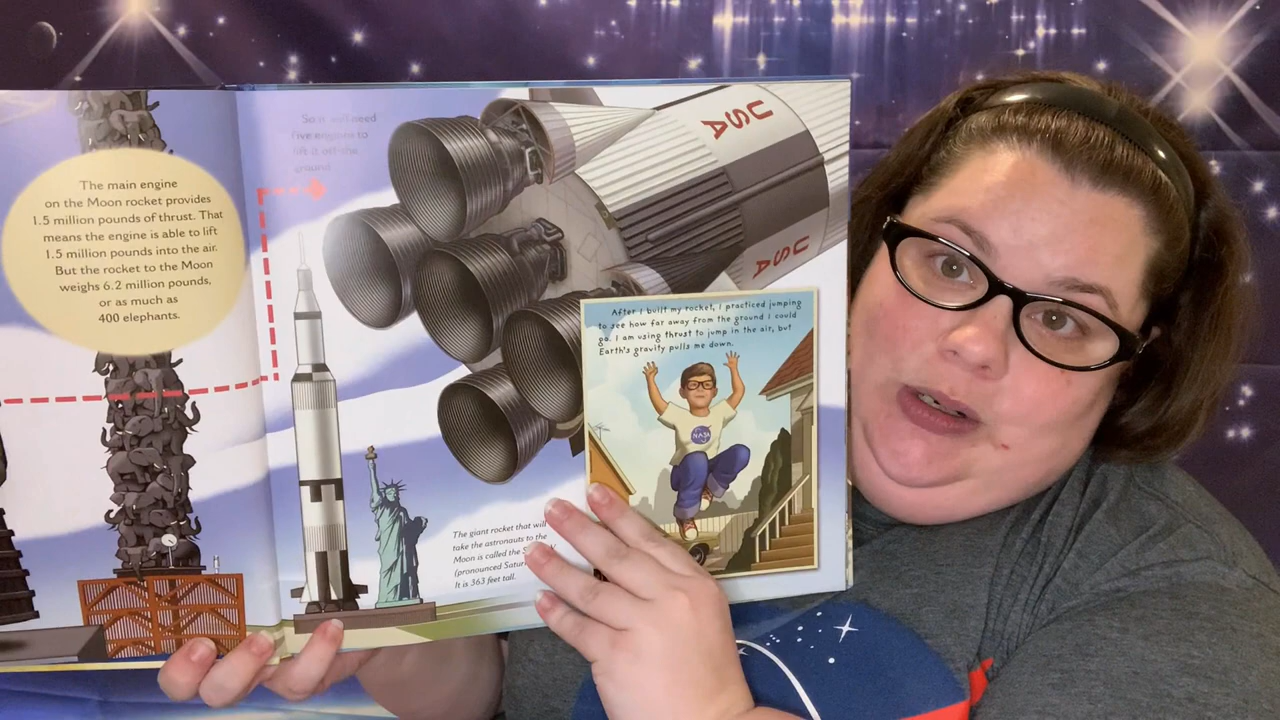 The main engine
on the Moon rocket provides
1.5 million pounds of thrust. That
means the engine is able to lift
1.5 million pounds into the air.
But the rocket to the Moon
weighs 6.2 million pounds,
or as much as
400 elephants.
So it will need
five engines to
lift it off the
ground.
USA
USA
After I built my rocket, I practiced jumping
to see how far away from the ground I could
go. I am using thrust to jump in the air, but
Earth's gravity pulls me down.
NASA
The giant rocket that will
take the astronauts to the
Moon is called the
(pronounced
It is 363 feet tall.